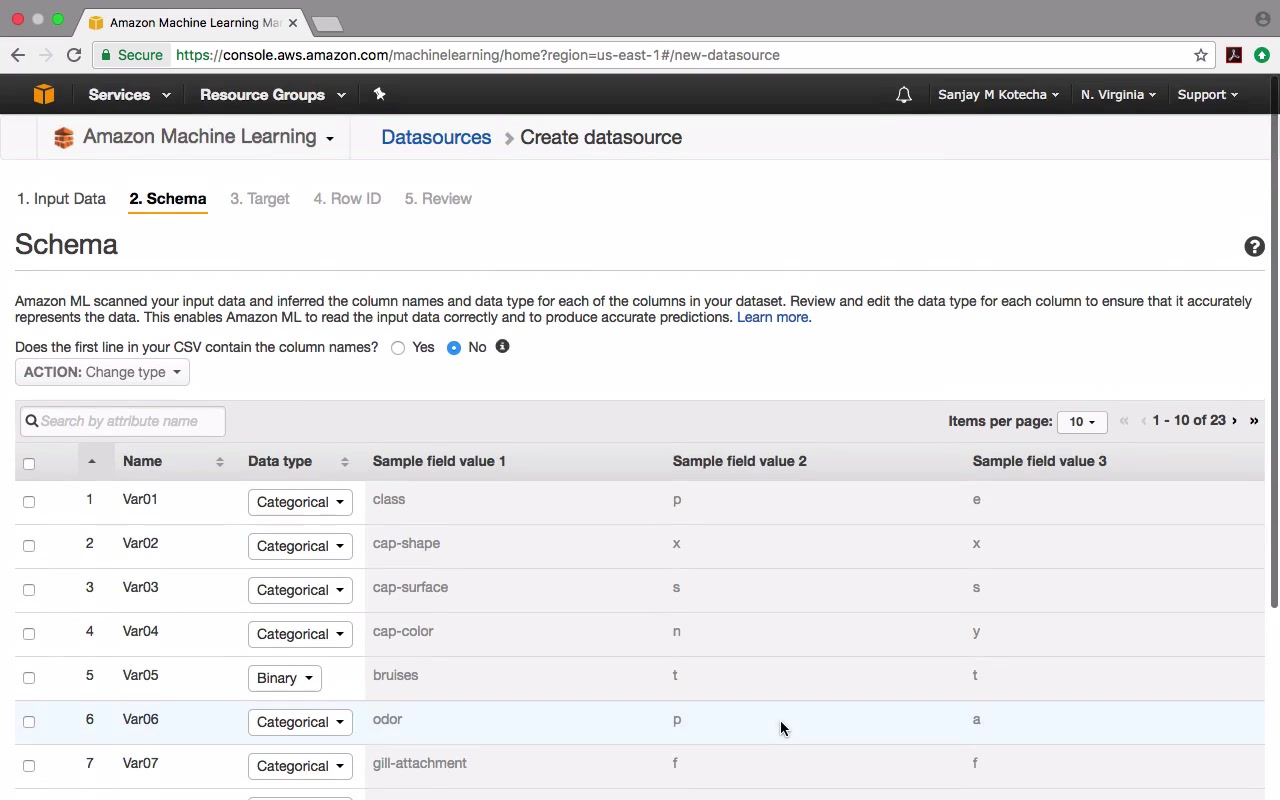 Amazon Machine Learning Ma
Secure https://console.aws.amazon.com/machinelearning/home?region=us-east-1#/new-datasource
Services Resource Groups Sanjay M Kotecha N. Virginia Support
Amazon Machine Learning Datasources Create datasource
1. Input Data 2. Schema 3. Target 4. Row ID 5. Review
Schema
Amazon ML scanned your input data and inferred the column names and data type for each of the columns in your dataset. Review and edit the data type for each column to ensure that it accurately
represents the data. This enables Amazon ML to read the input data correctly and to produce accurate predictions. Learn more.
Does the first line in your CSV contain the column names? Yes No
ACTION: Change type
Search by attribute name Items per page: 10 « ‹ 1 - 10 of 23 › »
Name Data type Sample field value 1 Sample field value 2 Sample field value 3
1 Var01 Categorical class p e
2 Var02 Categorical cap-shape x x
3 Var03 Categorical cap-surface s s
4 Var04 Categorical cap-color n y
5 Var05 Binary bruises t t
6 Var06 Categorical odor p a
7 Var07 Categorical gill-attachment f f